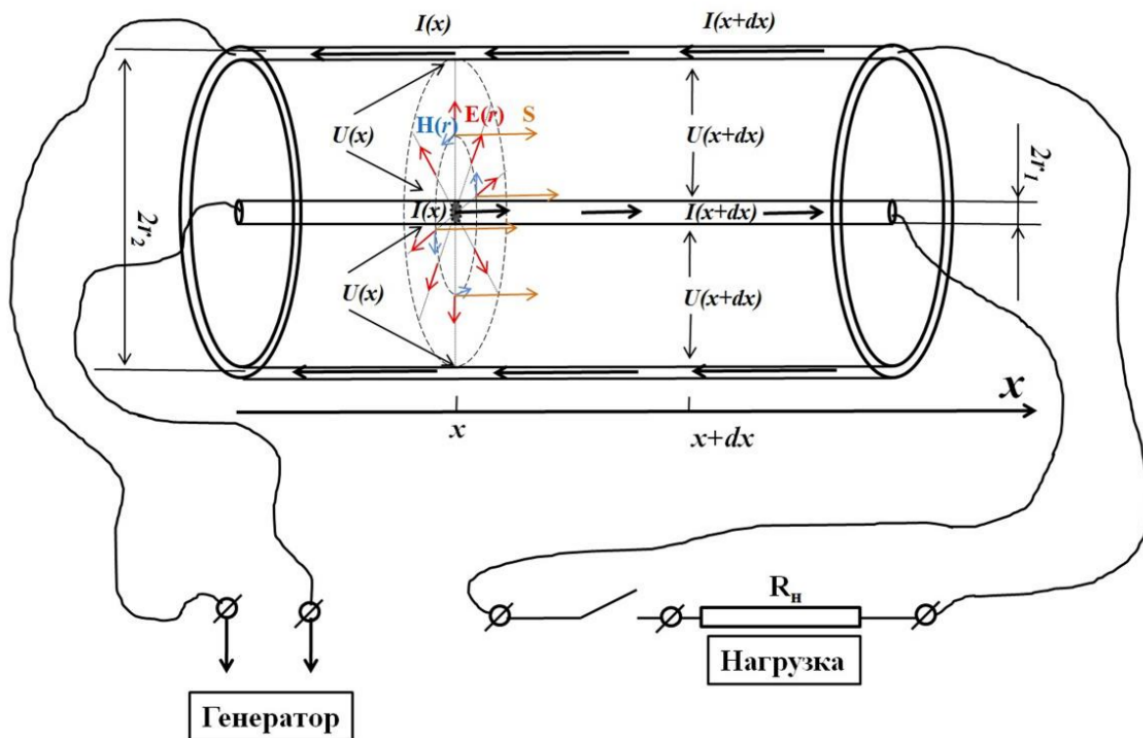 I(x) I(x+dx)
H(r) E(r) S
U(x) U(x+dx)
2r₁
I(x) I(x+dx)
2r₂
U(x) U(x+dx)
x
x x+dx
Rн
Нагрузка
Генератор